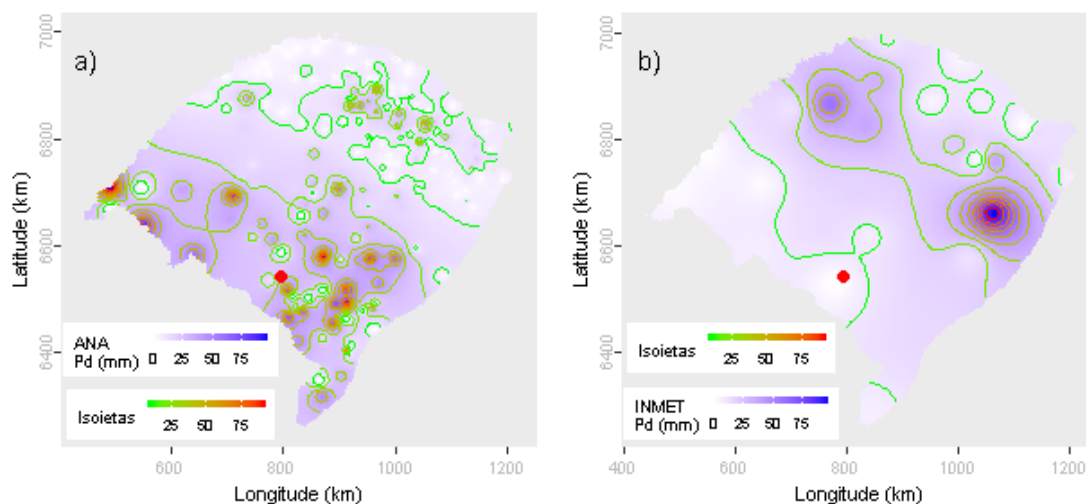 a)
7000
6800
6600
6400
Latitude (km)
ANA
Pd (mm) 0 25 50 75
Isoietas
25 50 75
600 800 1000 1200
Longitude (km)
b)
7000
6800
6600
6400
Latitude (km)
Isoietas
25 50 75
INMET
Pd (mm) 0 25 50 75
400 600 800 1000 1200
Longitude (km)